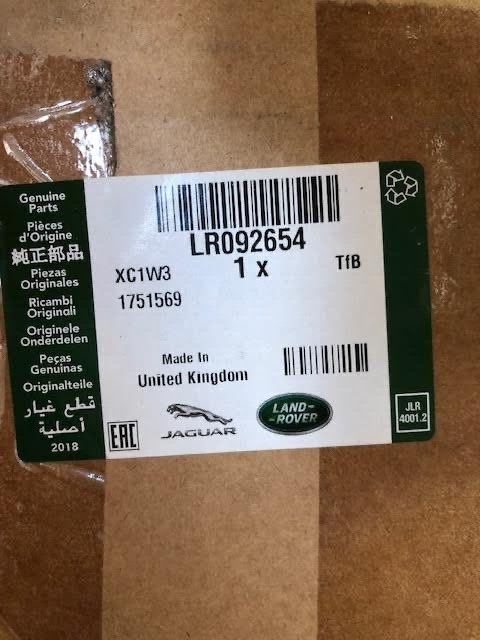 Genuine
Parts
Pièces
d'Origine
純正部品
Piezas
Originales
Ricambi
Originali
Originele
Onderdelen
Peças
Genuinas
Originalteile
قطع غيار
أصلية
2018
LR092654
1 x
TfB
XC1W3
1751569
Made In
United Kingdom
EAC
JAGUAR
LAND-
-ROVER
JLR
4001.2